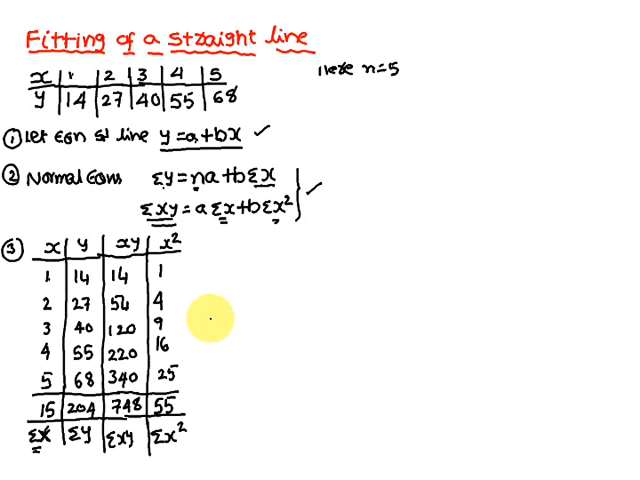 Fitting of a straight line
x 1 2 3 4 5
y 14 27 40 55 68
Here n=5
① Let Eqn st line y=a+bx ✓
② Normal Eqns Σy=na+bΣx
Σxy=aΣx+bΣx² ✓
③ x y xy x²
1 14 14 1
2 27 54 4
3 40 120 9
4 55 220 16
5 68 340 25
15 204 748 55
Σx Σy Σxy Σx²